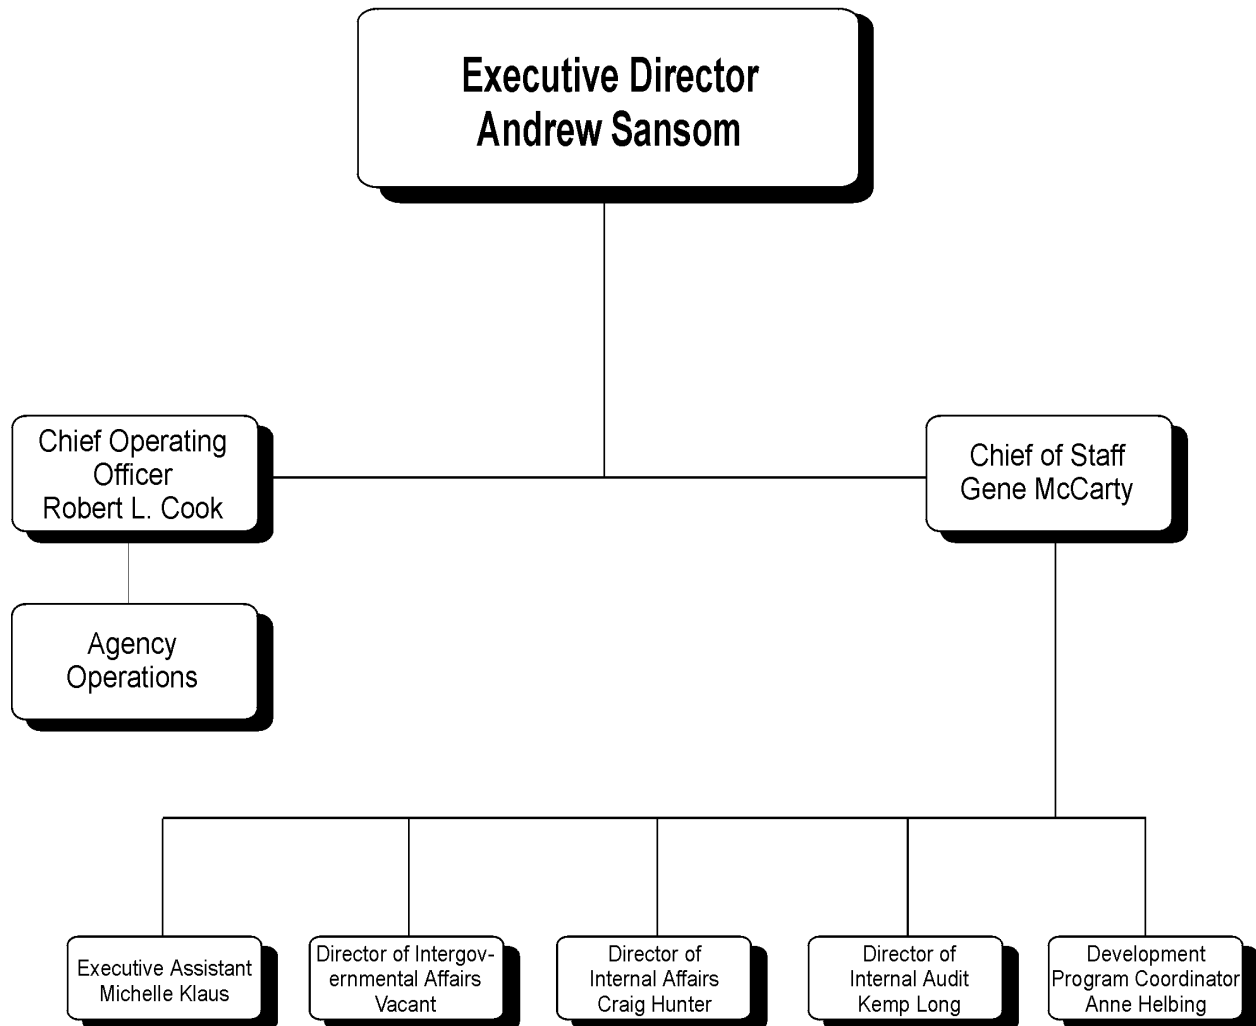 Executive Director
Andrew Sansom
Chief Operating
Officer
Robert L. Cook
Chief of Staff
Gene McCarty
Agency
Operations
Executive Assistant
Michelle Klaus
Director of Intergov-
ernmental Affairs
Vacant
Director of
Internal Affairs
Craig Hunter
Director of
Internal Audit
Kemp Long
Development
Program Coordinator
Anne Helbing